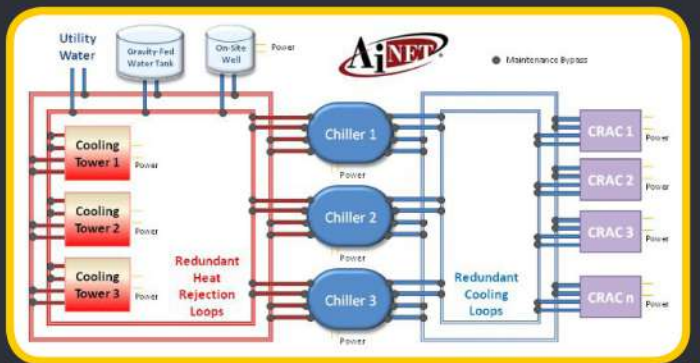 Utility
Water
Gravity-Fed
Water Tank
On-Site
Well
Power
AiNET
Maintenance Bypass
Cooling
Tower 1
Power
Cooling
Tower 2
Power
Cooling
Tower 3
Power
Redundant
Heat
Rejection
Loops
Chiller 1
Power
Chiller 2
Power
Chiller 3
Power
Redundant
Cooling
Loops
CRAC 1
Power
CRAC 2
Power
CRAC 3
Power
CRAC n
Power